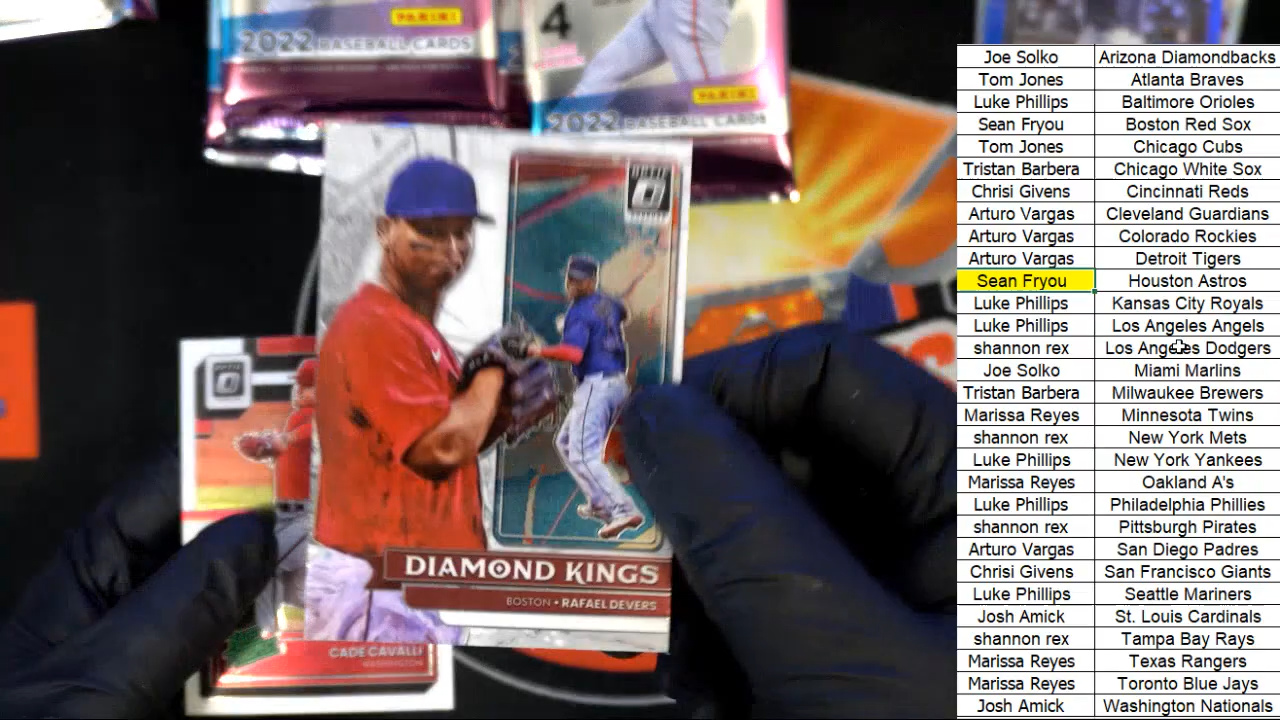 PANINI
2022 BASEBALL CARDS
4
PANINI
2022 BASEBALL CARDS
OPTIC
DIAMOND KINGS
BOSTON • RAFAEL DEVERS
CADE CAVALLI
WASHINGTON
Joe Solko Arizona Diamondbacks
Tom Jones Atlanta Braves
Luke Phillips Baltimore Orioles
Sean Fryou Boston Red Sox
Tom Jones Chicago Cubs
Tristan Barbera Chicago White Sox
Chrisi Givens Cincinnati Reds
Arturo Vargas Cleveland Guardians
Arturo Vargas Colorado Rockies
Arturo Vargas Detroit Tigers
Sean Fryou Houston Astros
Luke Phillips Kansas City Royals
Luke Phillips Los Angeles Angels
shannon rex Los Angeles Dodgers
Joe Solko Miami Marlins
Tristan Barbera Milwaukee Brewers
Marissa Reyes Minnesota Twins
shannon rex New York Mets
Luke Phillips New York Yankees
Marissa Reyes Oakland A's
Luke Phillips Philadelphia Phillies
shannon rex Pittsburgh Pirates
Arturo Vargas San Diego Padres
Chrisi Givens San Francisco Giants
Luke Phillips Seattle Mariners
Josh Amick St. Louis Cardinals
shannon rex Tampa Bay Rays
Marissa Reyes Texas Rangers
Marissa Reyes Toronto Blue Jays
Josh Amick Washington Nationals